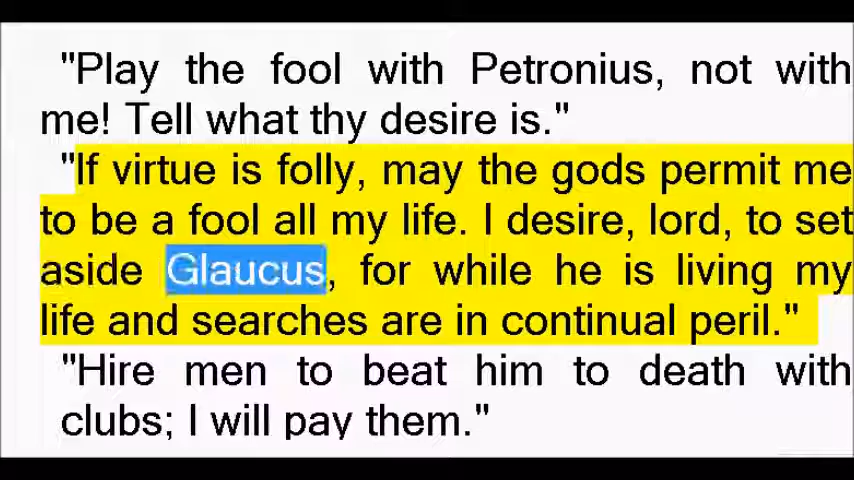 "Play the fool with Petronius, not with
me! Tell what thy desire is."
"If virtue is folly, may the gods permit me
to be a fool all my life. I desire, lord, to set
aside Glaucus, for while he is living my
life and searches are in continual peril."
"Hire men to beat him to death with
clubs; I will pay them."